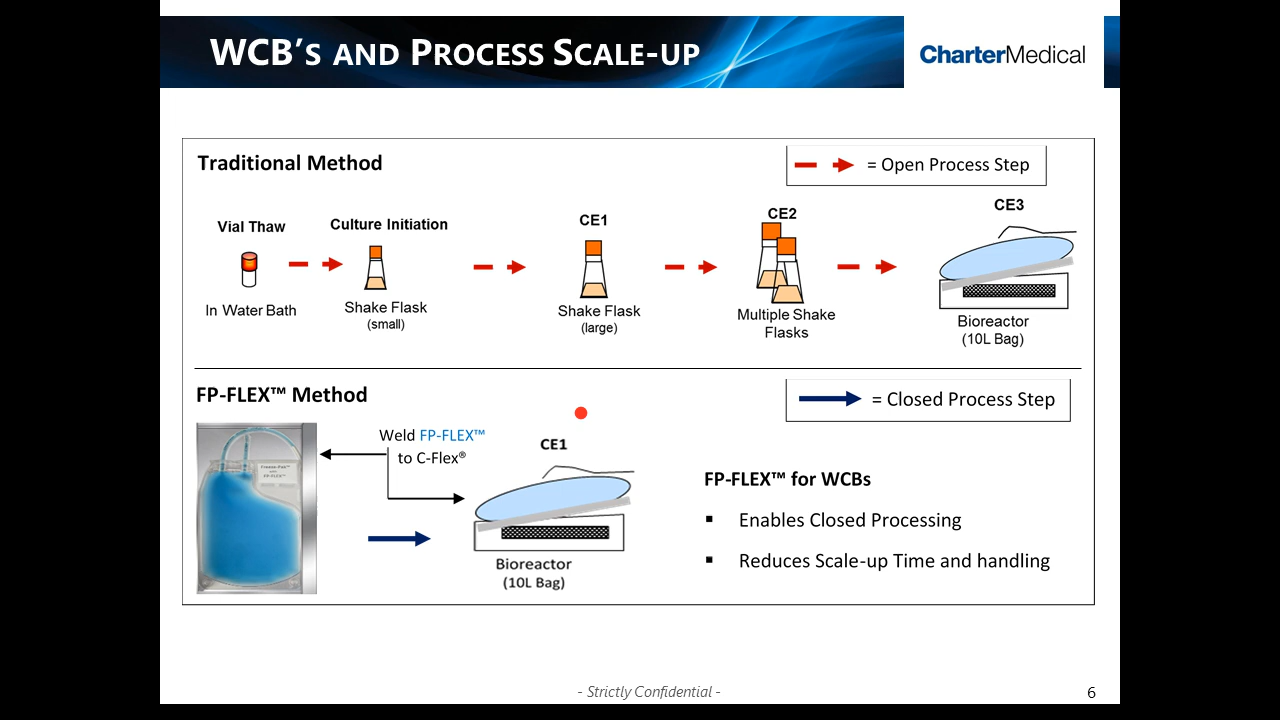 WCB's and Process Scale-up
CharterMedical
Traditional Method
= Open Process Step
Vial Thaw
In Water Bath
Culture Initiation
Shake Flask
(small)
CE1
Shake Flask
(large)
CE2
Multiple Shake
Flasks
CE3
Bioreactor
(10L Bag)
FP-FLEX™ Method
= Closed Process Step
Weld FP-FLEX™
to C-Flex®
CE1
Bioreactor
(10L Bag)
FP-FLEX™ for WCBs
▪ Enables Closed Processing
▪ Reduces Scale-up Time and handling
- Strictly Confidential -
6